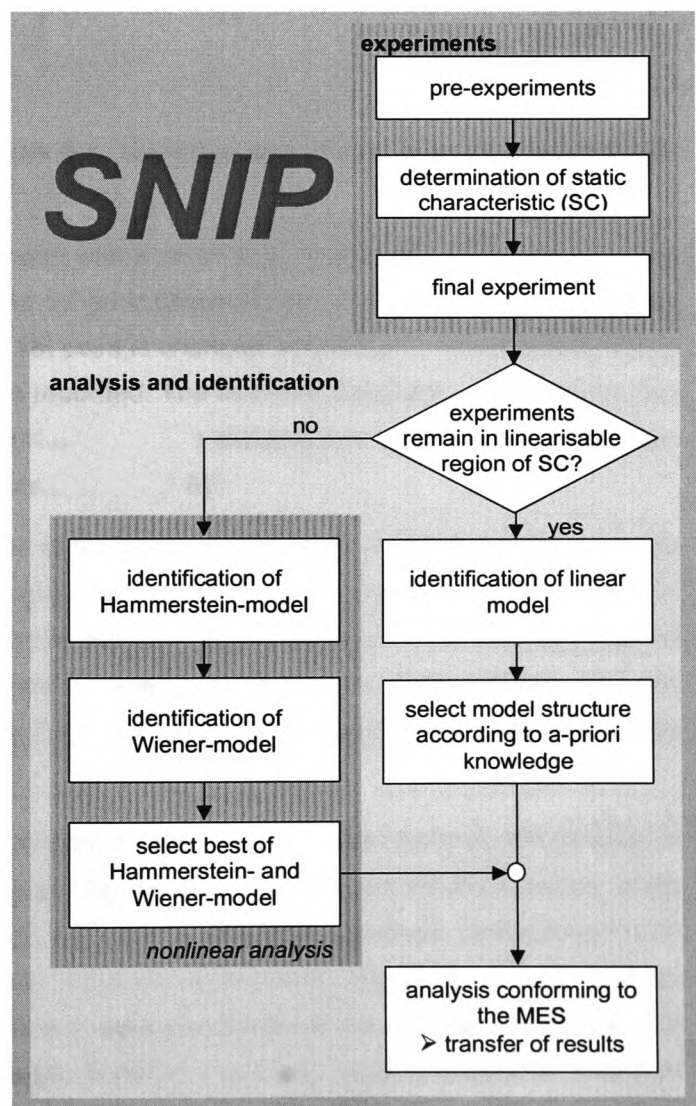 experiments
pre-experiments
SNIP
determination of static
characteristic (SC)
final experiment
analysis and identification
experiments
remain in linearisable
region of SC?
no
yes
identification of
Hammerstein-model
identification of
Wiener-model
select best of
Hammerstein- and
Wiener-model
nonlinear analysis
identification of linear
model
select model structure
according to a-priori
knowledge
analysis conforming to
the MES
➢ transfer of results